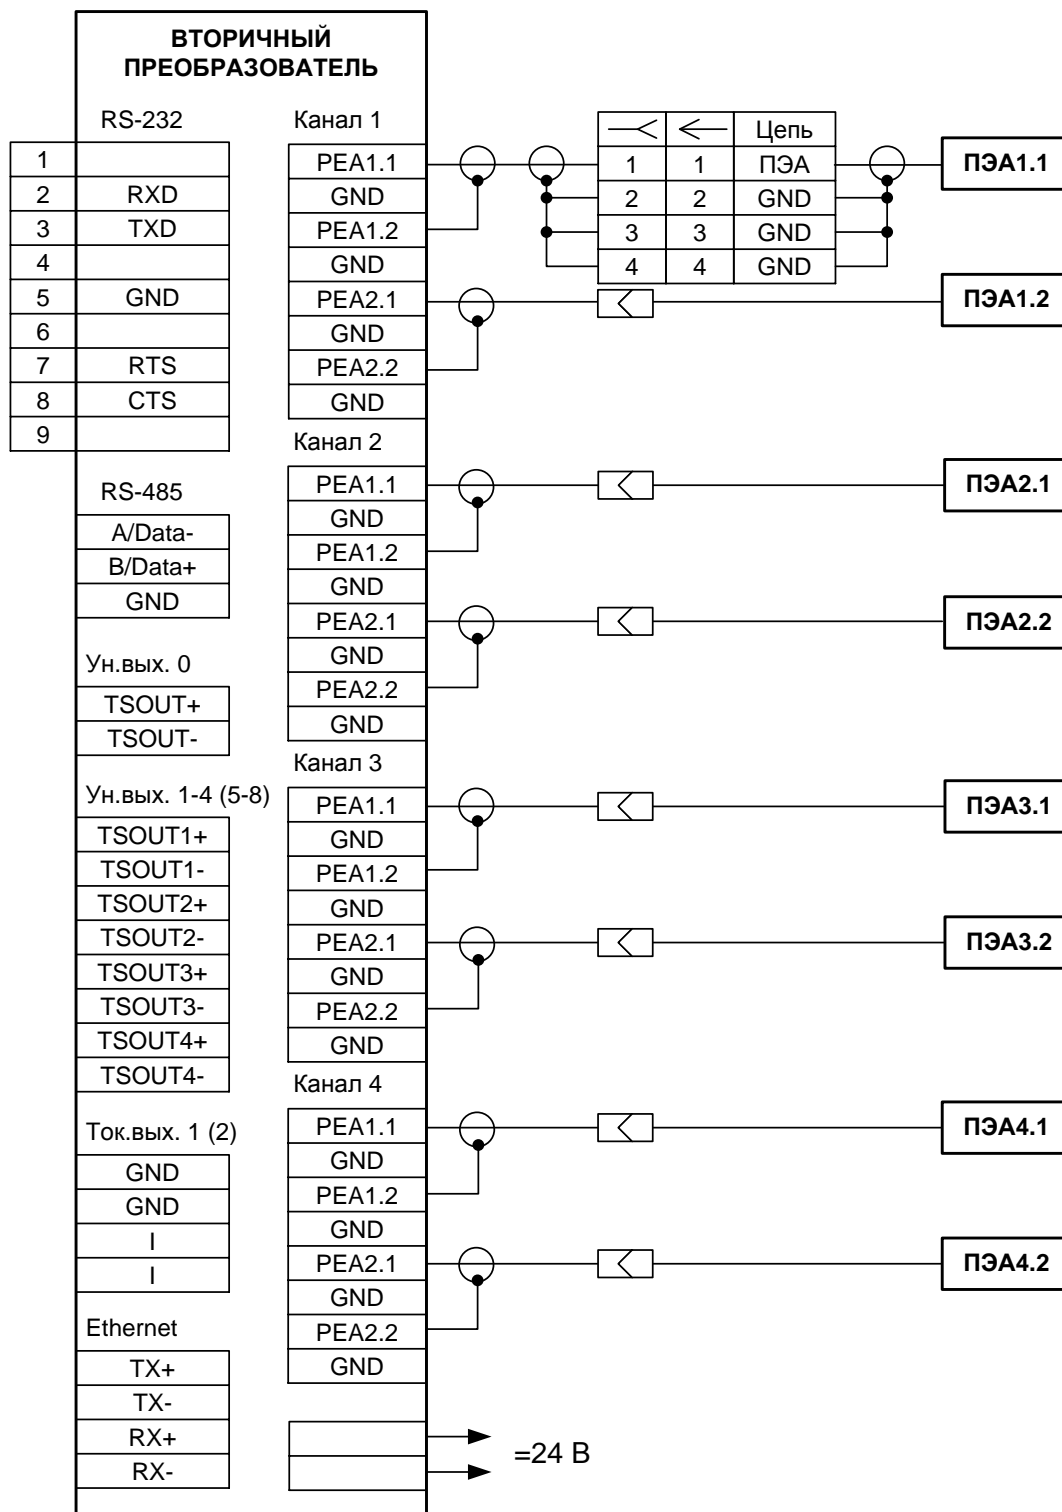 ВТОРИЧНЫЙ
ПРЕОБРАЗОВАТЕЛЬ
RS-232
1
2 RXD
3 TXD
4
5 GND
6
7 RTS
8 CTS
9
RS-485
A/Data-
B/Data+
GND
Ун.вых. 0
TSOUT+
TSOUT-
Ун.вых. 1-4 (5-8)
TSOUT1+
TSOUT1-
TSOUT2+
TSOUT2-
TSOUT3+
TSOUT3-
TSOUT4+
TSOUT4-
Ток.вых. 1 (2)
GND
GND
I
I
Ethernet
TX+
TX-
RX+
RX-
Канал 1
PEA1.1
GND
PEA1.2
GND
PEA2.1
GND
PEA2.2
GND
Канал 2
PEA1.1
GND
PEA1.2
GND
PEA2.1
GND
PEA2.2
GND
Канал 3
PEA1.1
GND
PEA1.2
GND
PEA2.1
GND
PEA2.2
GND
Канал 4
PEA1.1
GND
PEA1.2
GND
PEA2.1
GND
PEA2.2
GND
=24 В
Цепь
1 1 ПЭА
2 2 GND
3 3 GND
4 4 GND
ПЭА1.1
ПЭА1.2
ПЭА2.1
ПЭА2.2
ПЭА3.1
ПЭА3.2
ПЭА4.1
ПЭА4.2